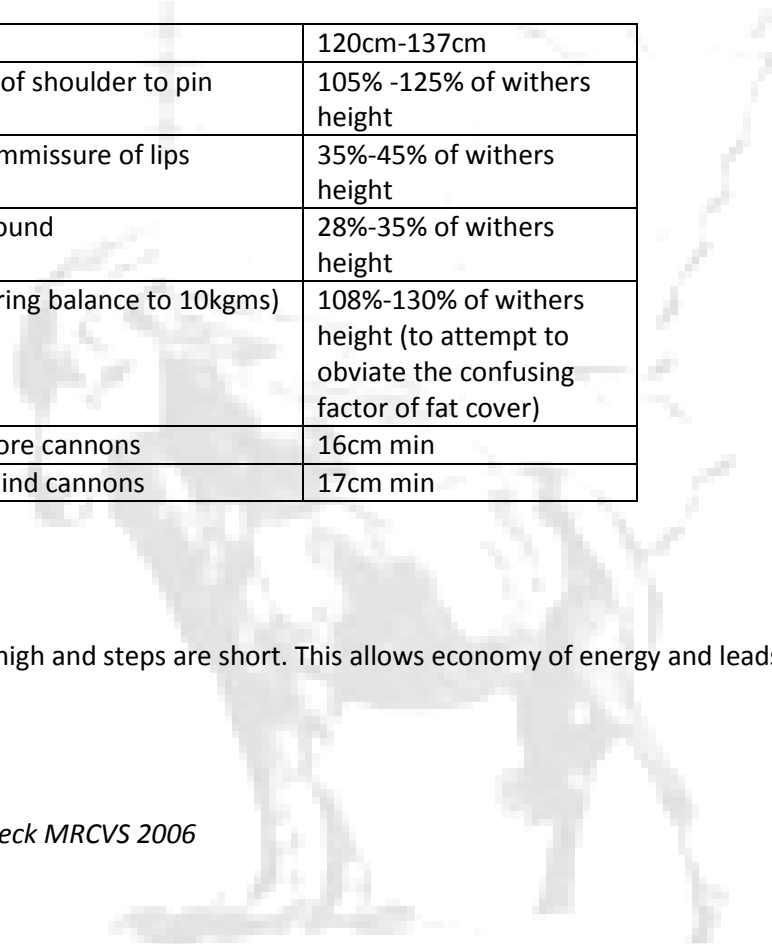 120cm-137cm
of shoulder to pin 105% -125% of withers
height
mmissure of lips 35%-45% of withers
height
ound 28%-35% of withers
height
ring balance to 10kgms) 108%-130% of withers
height (to attempt to
obviate the confusing
factor of fat cover)
ore cannons 16cm min
ind cannons 17cm min
high and steps are short. This allows economy of energy and leads
eck MRCVS 2006